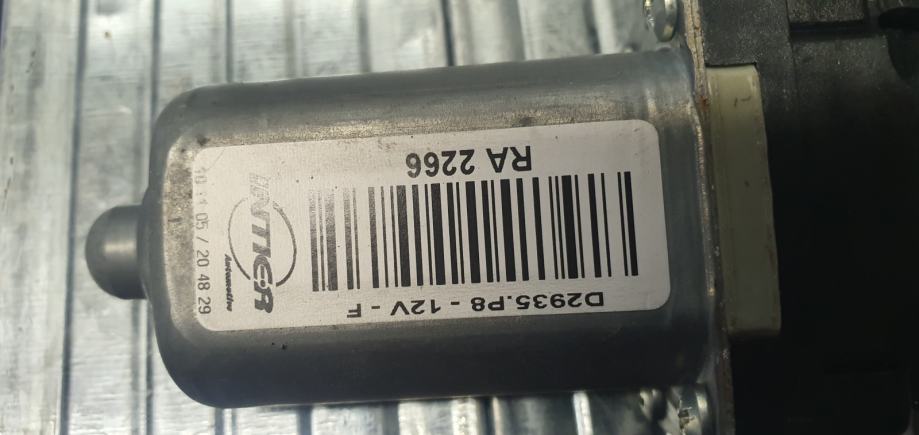 RA 2266
D2935.P8 - 12V - F
INTIER
Automotive
10 11 05 / 20 48 29